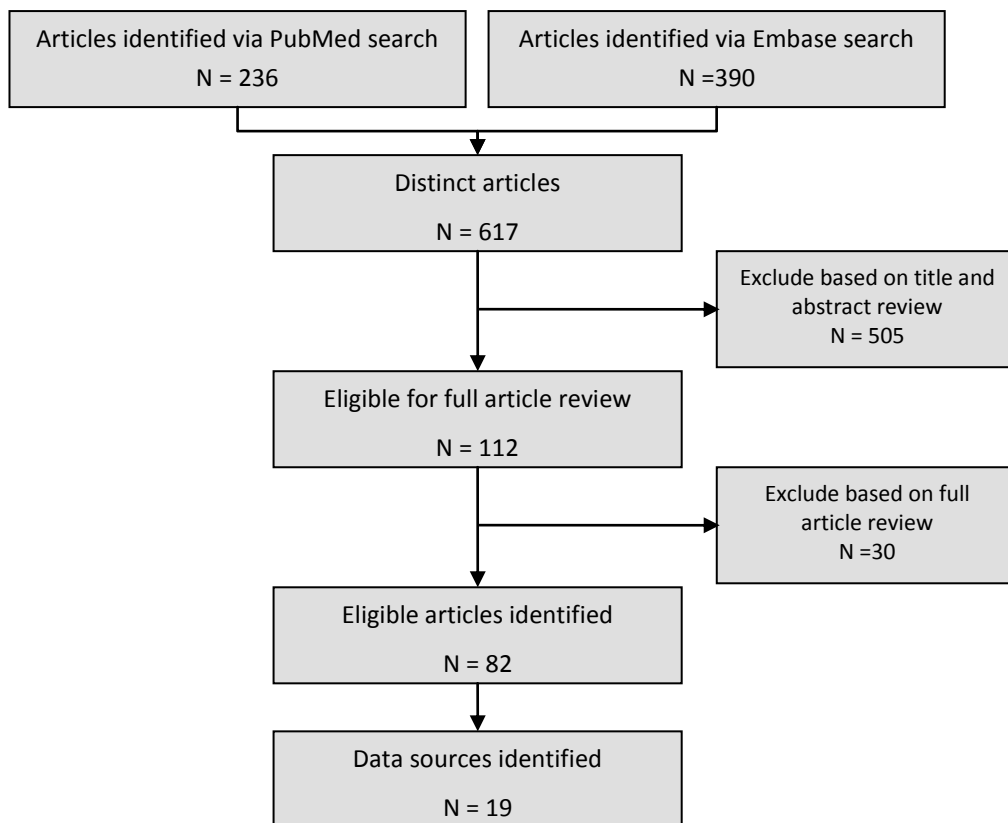 Articles identified via PubMed search
N = 236
Articles identified via Embase search
N =390
Distinct articles
N = 617
Exclude based on title and
abstract review
N = 505
Eligible for full article review
N = 112
Exclude based on full
article review
N =30
Eligible articles identified
N = 82
Data sources identified
N = 19